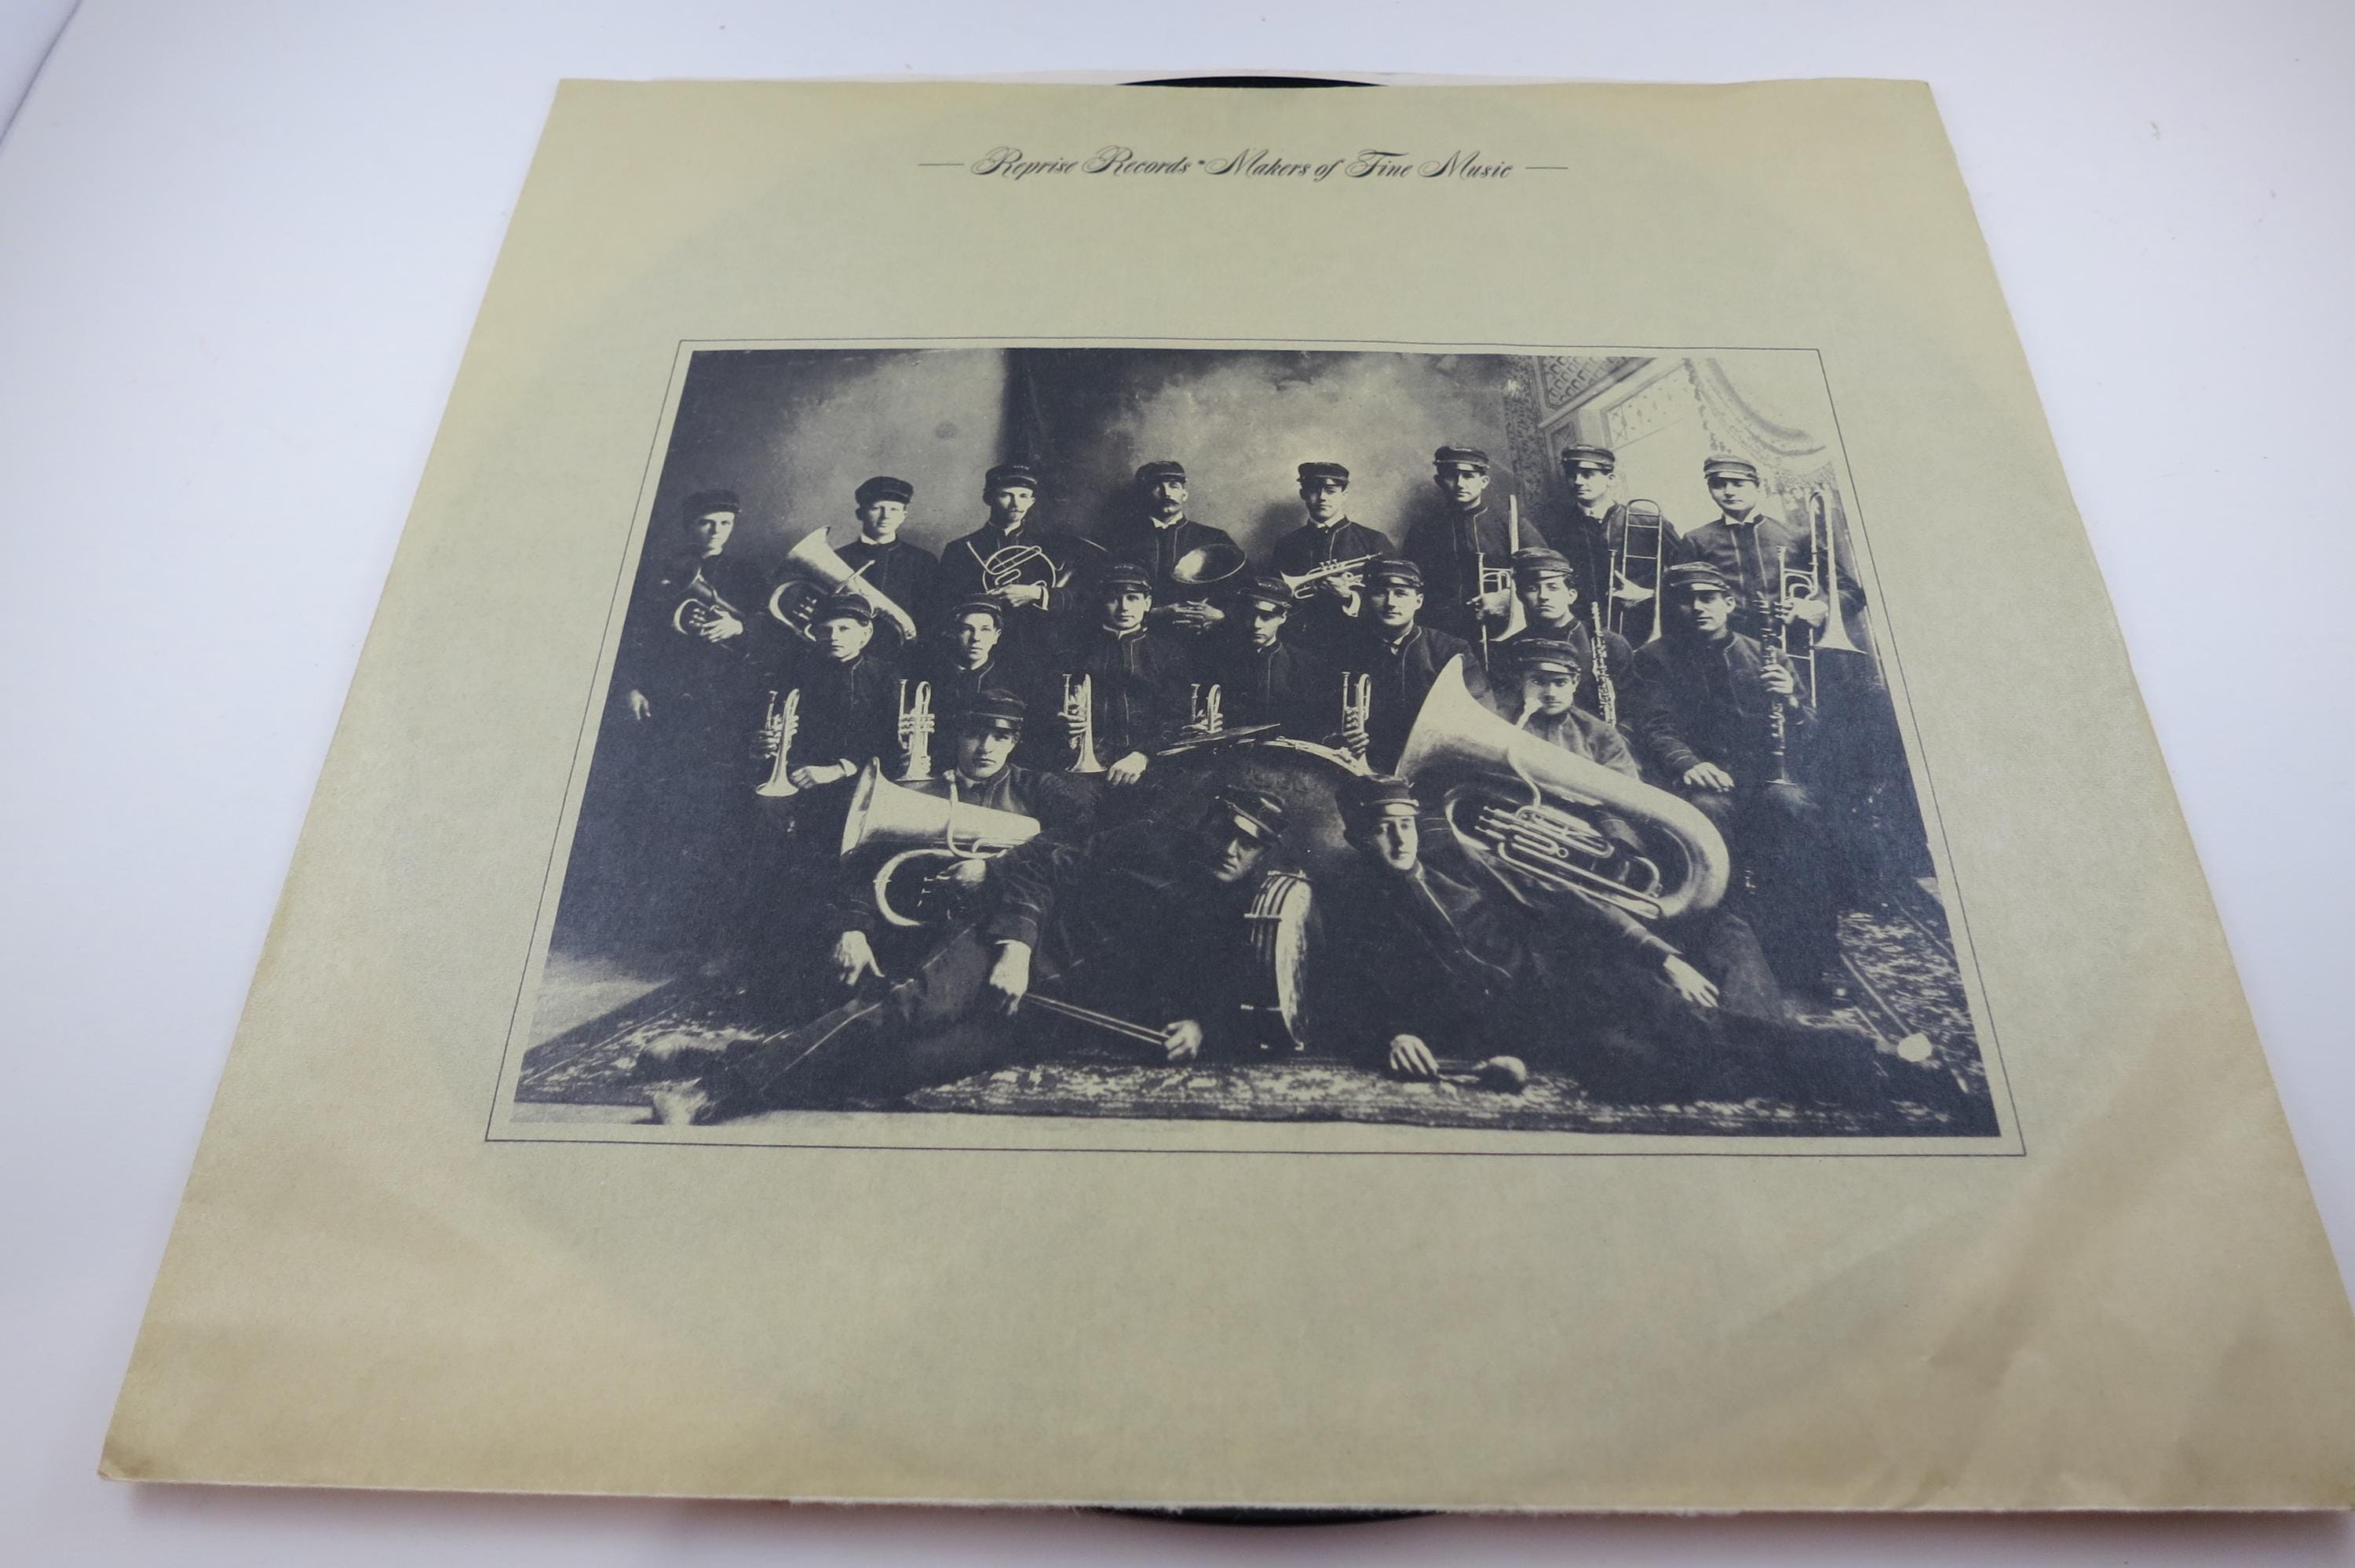 Reprise Records • Makers of Fine Music